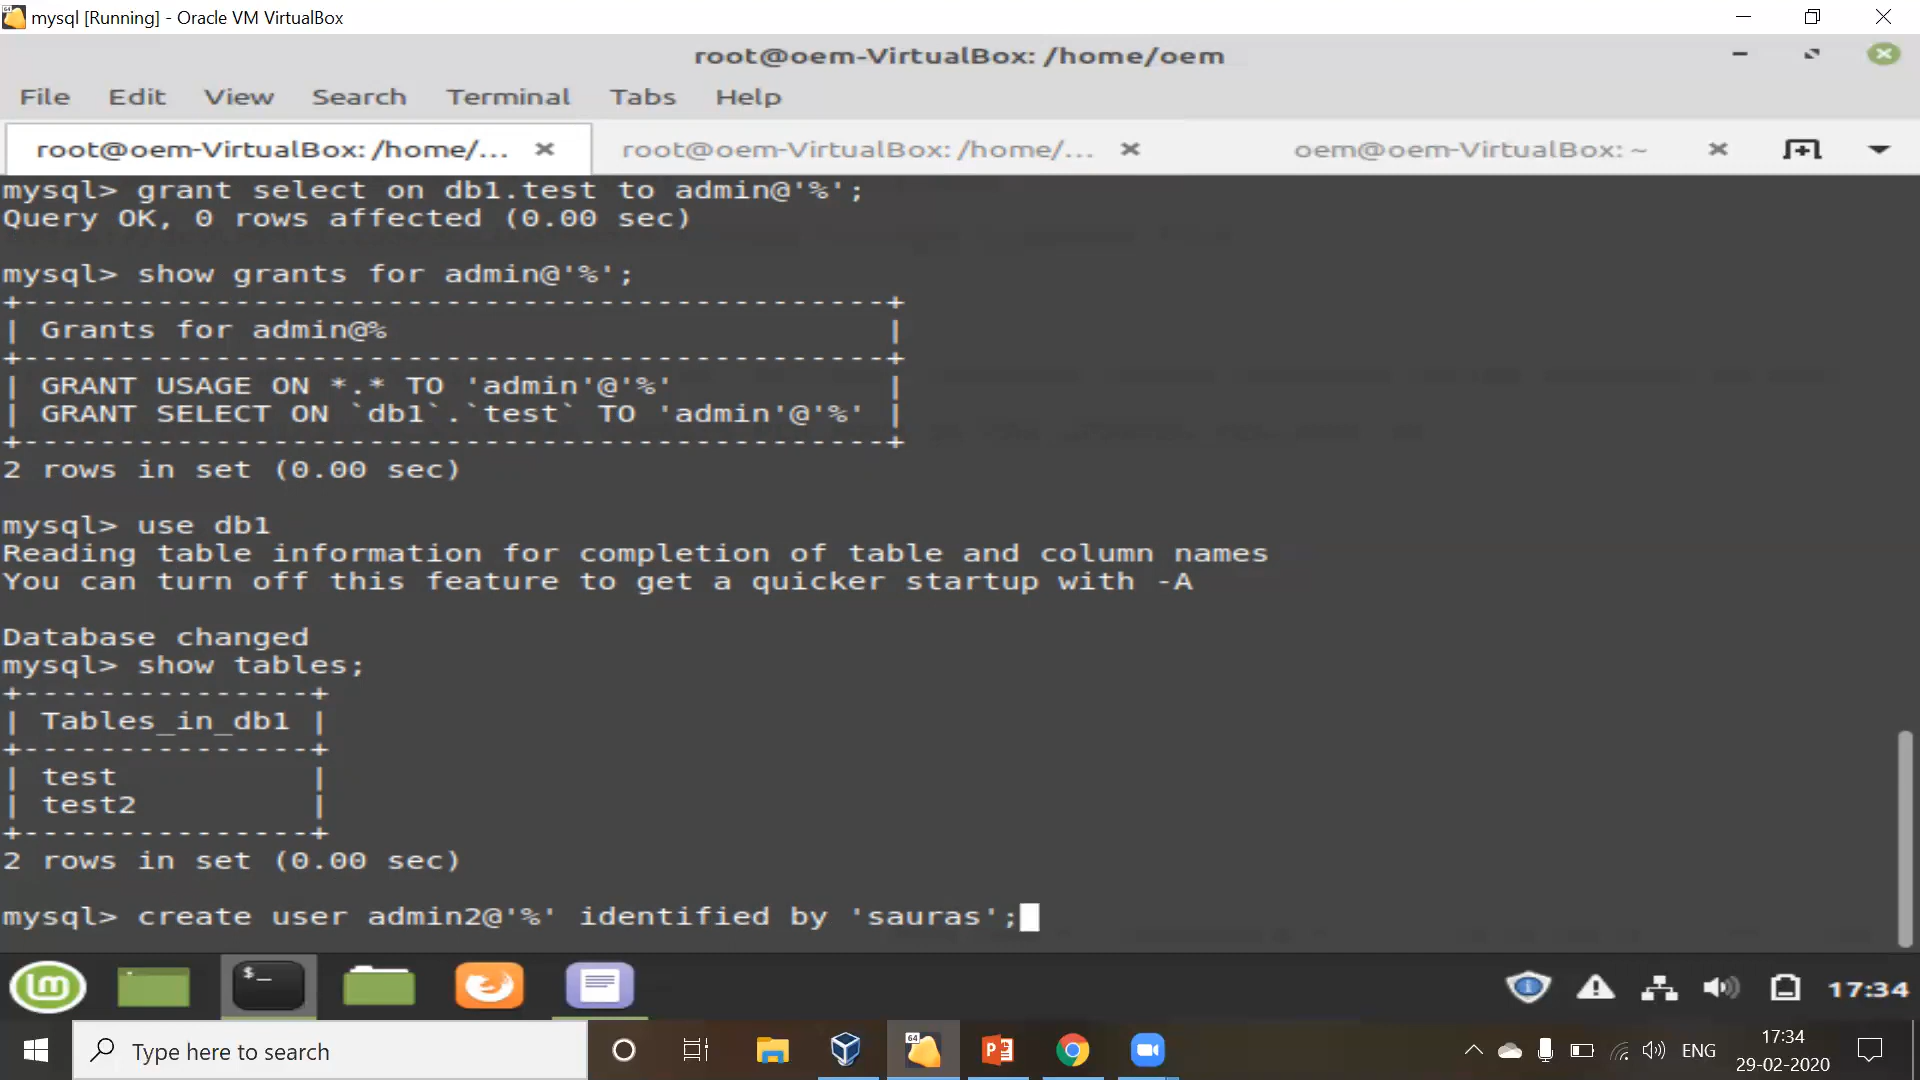 mysql [Running] - Oracle VM VirtualBox
root@oem-VirtualBox: /home/oem
File Edit View Search Terminal Tabs Help
root@oem-VirtualBox: /home/... × root@oem-VirtualBox: /home/... × oem@oem-VirtualBox: ~ ×
mysql> grant select on db1.test to admin@'%';
Query OK, 0 rows affected (0.00 sec)
mysql> show grants for admin@'%';
+---------------------------------------------+
| Grants for admin@%                          |
+---------------------------------------------+
| GRANT USAGE ON *.* TO 'admin'@'%'           |
| GRANT SELECT ON `db1`.`test` TO 'admin'@'%' |
+---------------------------------------------+
2 rows in set (0.00 sec)
mysql> use db1
Reading table information for completion of table and column names
You can turn off this feature to get a quicker startup with -A
Database changed
mysql> show tables;
+---------------+
| Tables_in_db1 |
+---------------+
| test          |
| test2         |
+---------------+
2 rows in set (0.00 sec)
mysql> create user admin2@'%' identified by 'sauras';
17:34
Type here to search
64
ENG
17:34
29-02-2020